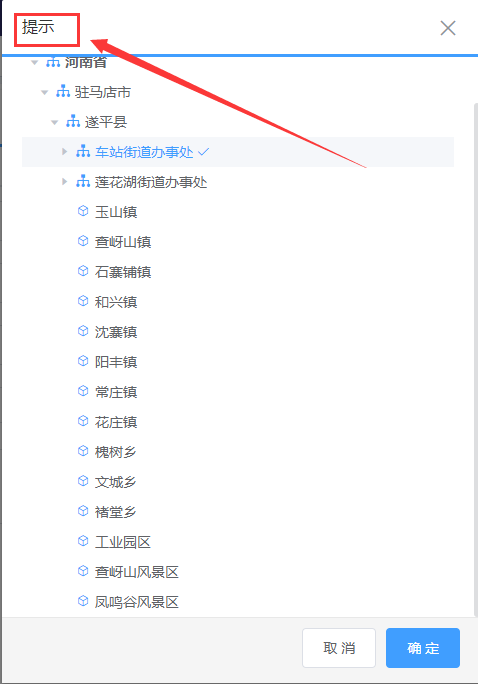 提示
河南省
驻马店市
遂平县
车站街道办事处
莲花湖街道办事处
玉山镇
查岈山镇
石寨铺镇
和兴镇
沈寨镇
阳丰镇
常庄镇
花庄镇
槐树乡
文城乡
褚堂乡
工业园区
查岈山风景区
凤鸣谷风景区
取消 确定